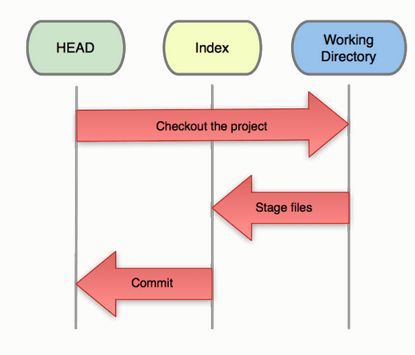 HEAD
Index
Working
Directory
Checkout the project
Stage files
Commit